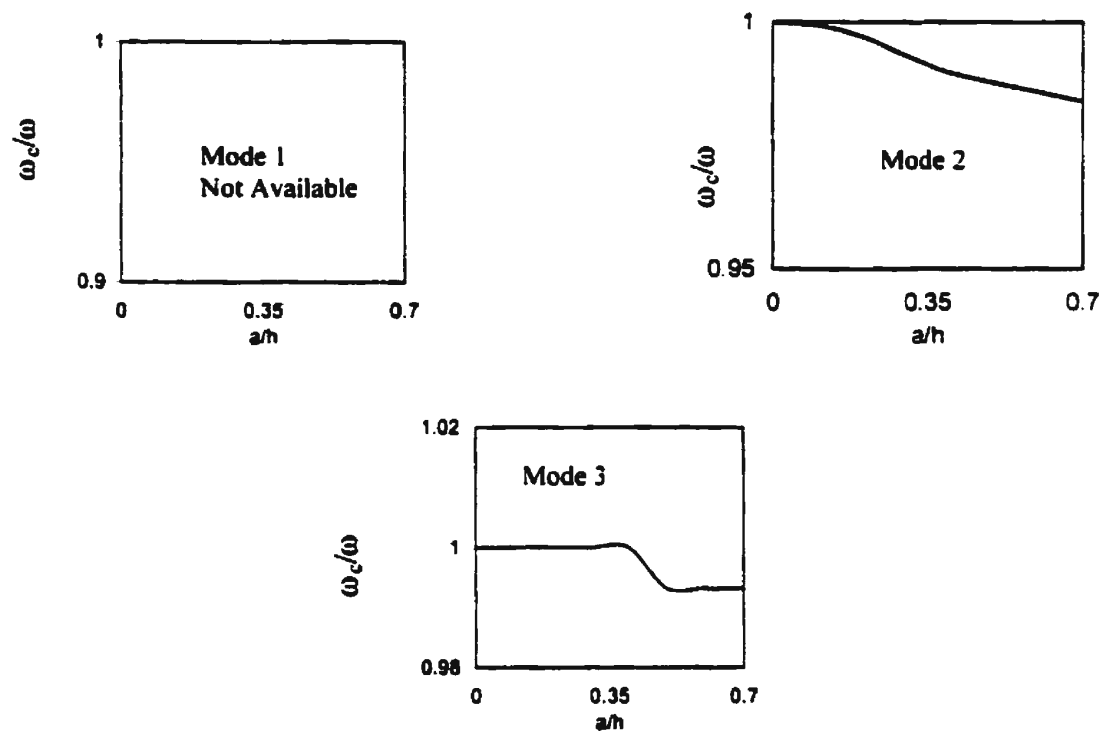 1
ωc/ω
Mode 1
Not Available
0.9
0
0.35
0.7
a/h
1
ωc/ω
Mode 2
0.95
0
0.35
0.7
a/h
1.02
Mode 3
ωc/ω
1
0.98
0
0.35
0.7
a/h